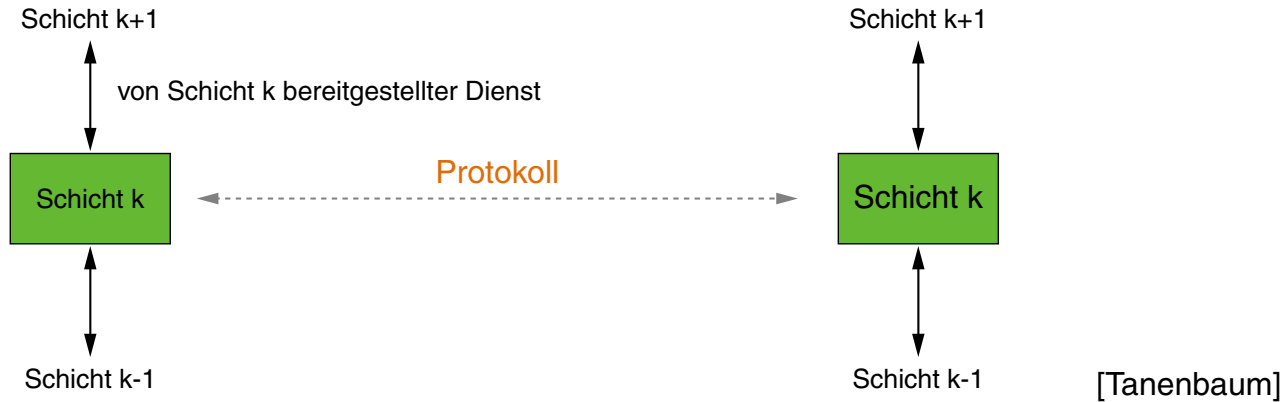 Schicht k+1
Schicht k+1
von Schicht k bereitgestellter Dienst
Protokoll
Schicht k
Schicht k
Schicht k-1
Schicht k-1
[Tanenbaum]